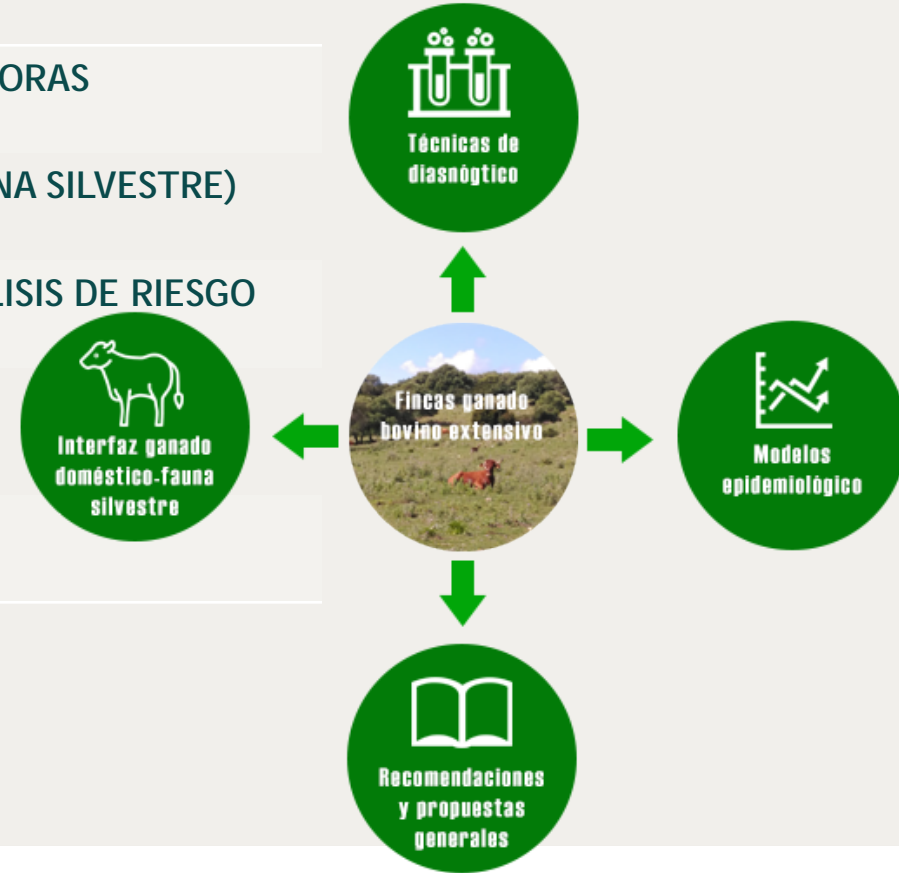 ORAS
NA SILVESTRE)
LISIS DE RIESGO
Técnicas de
diasnògtico
Interfaz ganado
doméstico-fauna
silvestre
Fincas ganado
bovino extensivo
Modelos
epidemiológico
Recomendaciones
y propuestas
generales